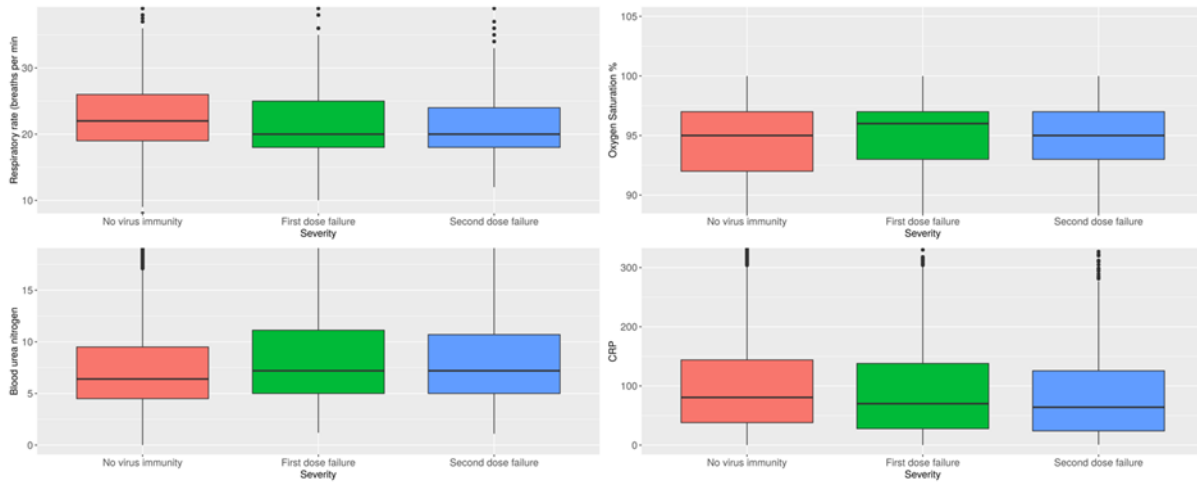 Respiratory rate (breaths per min
30
20
10
No virus immunity First dose failure Second dose failure
Severity
Oxygen Saturation %
105
100
95
90
No virus immunity First dose failure Second dose failure
Severity
Blood urea nitrogen
15
10
5
0
No virus immunity First dose failure Second dose failure
Severity
CRP
300
200
100
0
No virus immunity First dose failure Second dose failure
Severity